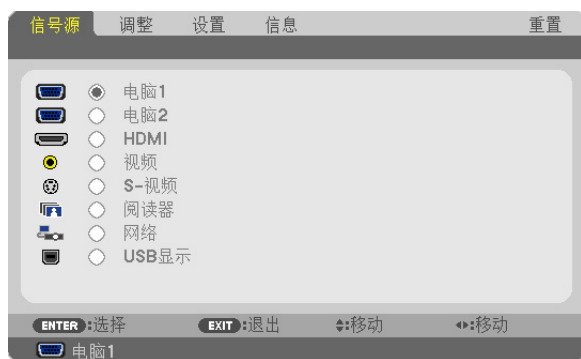 信号源 调整 设置 信息 重置
电脑1
电脑2
HDMI
视频
S-视频
阅读器
网络
USB显示
ENTER:选择 EXIT:退出 :移动 :移动
电脑1